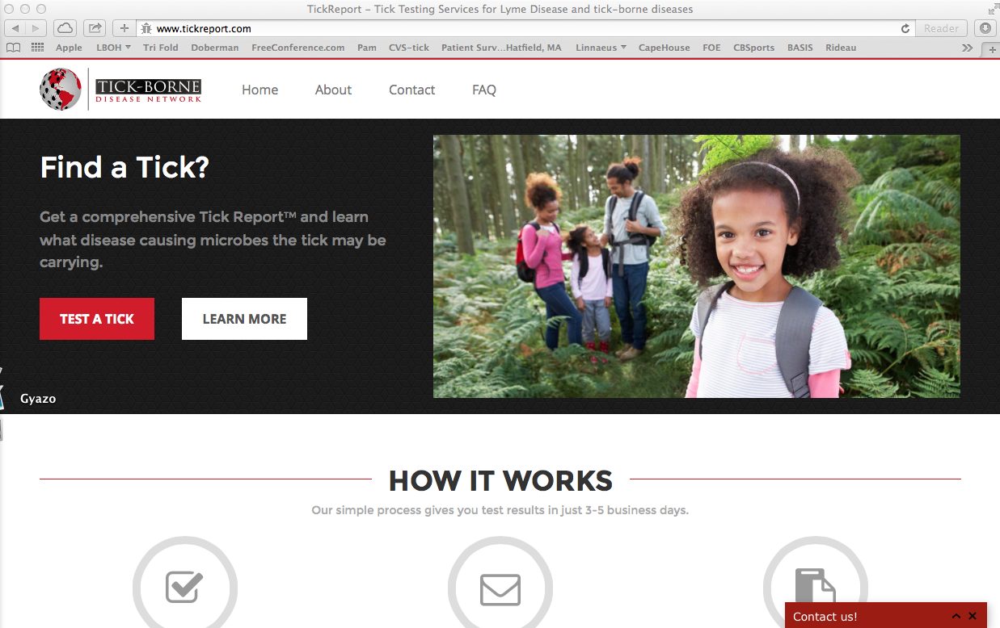 TickReport – Tick Testing Services for Lyme Disease and tick-borne diseases
www.tickreport.com
Reader
Apple LBOH Tri Fold Doberman FreeConference.com Pam CVS-tick Patient Surv...Hatfield, MA Linnaeus CapeHouse FOE CBSports BASIS Rideau
TICK-BORNE
DISEASE NETWORK
Home About Contact FAQ
Find a Tick?
Get a comprehensive Tick Report™ and learn
what disease causing microbes the tick may be
carrying.
TEST A TICK LEARN MORE
Gyazo
HOW IT WORKS
Our simple process gives you test results in just 3-5 business days.
Contact us!